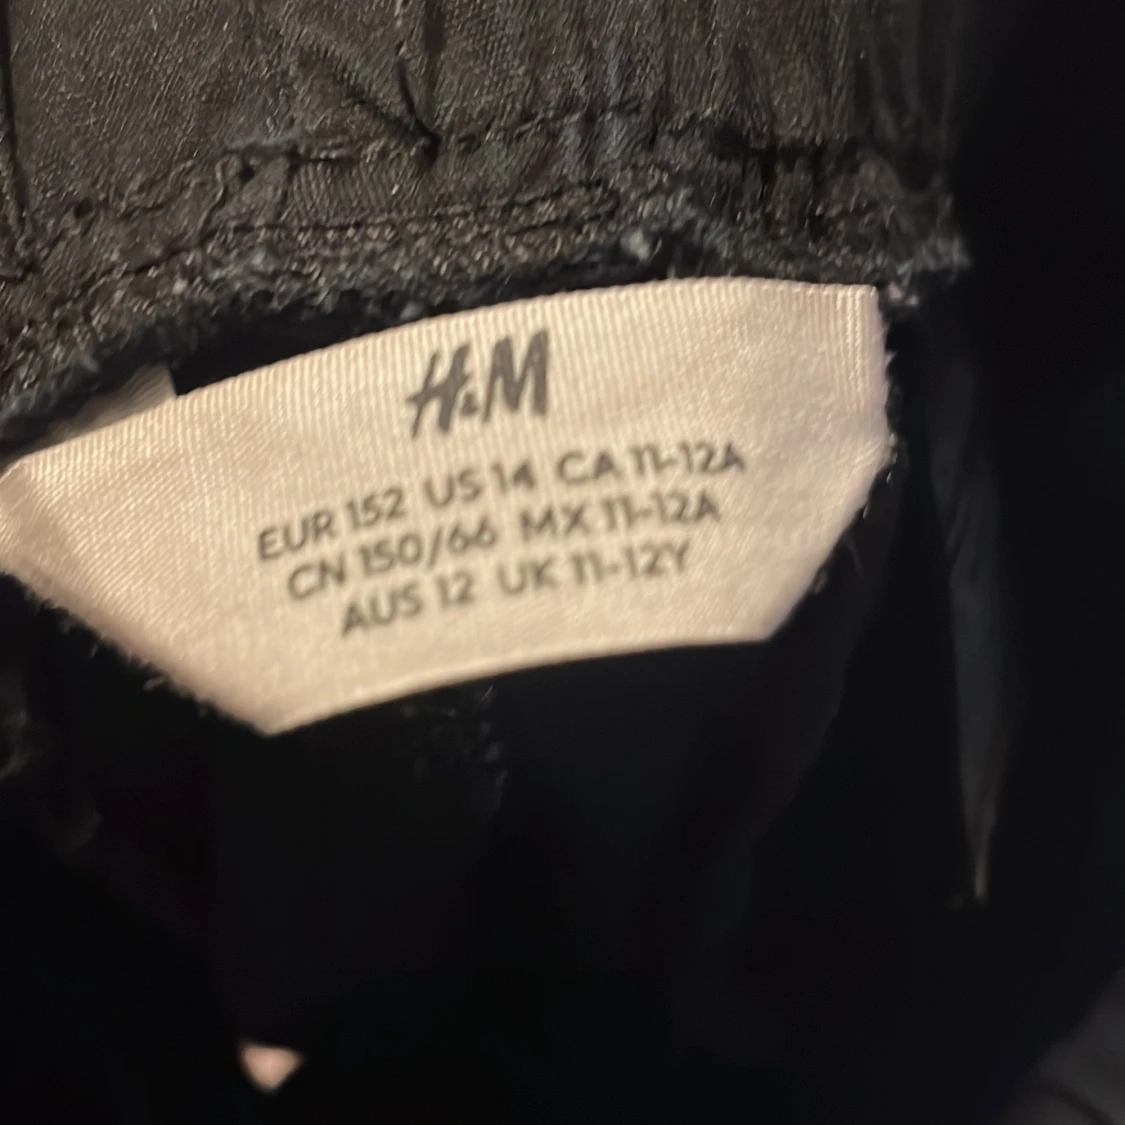 H&M
EUR 152 US 14 CA 11-12A
CN 150/66 MX 11-12A
AUS 12 UK 11-12Y